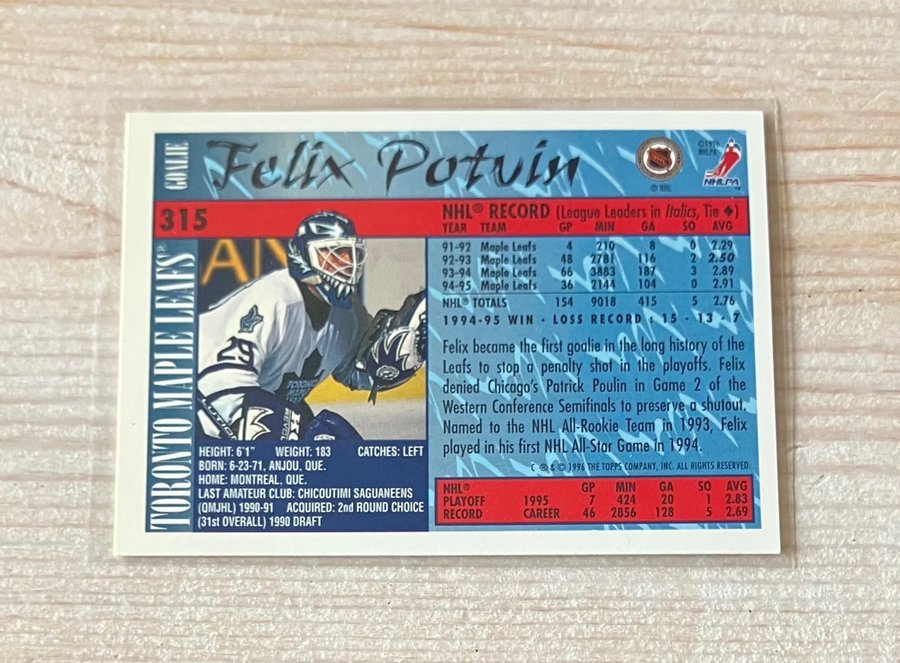 GOALIE
Felix Potvin
NHL
© NHL
©1979
NHLPA
NHLPA™
TORONTO MAPLE LEAFS®
315
NHL® RECORD (League Leaders in Italics, Tie ◆)
YEAR TEAM GP MIN GA SO AVG
91-92 Maple Leafs 4 210 8 0 2.29
92-93 Maple Leafs 48 2781 116 2 2.50
93-94 Maple Leafs 66 3883 187 3 2.89
94-95 Maple Leafs 36 2144 104 0 2.91
NHL® TOTALS 154 9018 415 5 2.76
1994-95 WIN - LOSS RECORD: 15 - 13 - 7
Felix became the first goalie in the long history of the
Leafs to stop a penalty shot in the playoffs. Felix
denied Chicago's Patrick Poulin in Game 2 of the
Western Conference Semifinals to preserve a shutout.
Named to the NHL All-Rookie Team in 1993, Felix
played in his first NHL All-Star Game in 1994.
C ® & © 1996 THE TOPPS COMPANY, INC. ALL RIGHTS RESERVED.
29
TORONTO
MAPLE
HEIGHT: 6'1" WEIGHT: 183 CATCHES: LEFT
BORN: 6-23-71, ANJOU, QUE.
HOME: MONTREAL, QUE.
LAST AMATEUR CLUB: CHICOUTIMI SAGUANEENS
(QMJHL) 1990-91 ACQUIRED: 2nd ROUND CHOICE
(31st OVERALL) 1990 DRAFT
NHL® GP MIN GA SO AVG
PLAYOFF 1995 7 424 20 1 2.83
RECORD CAREER 46 2856 128 5 2.69